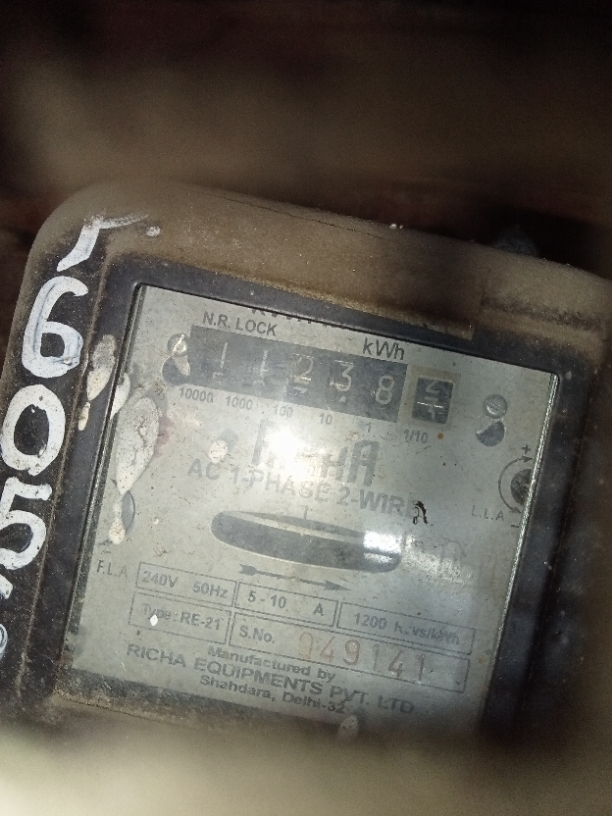 N.R. LOCK
kWh
1 1 2 3 8
10000 1000 100 10 1 1/10
RICHA
AC 1-PHASE 2-WIRE
L.L.A
F.L.A
240V 50Hz
5 - 10 A
1200 Revs/kWh
Type: RE-21
S.No. 949141
Manufactured by
RICHA EQUIPMENTS PVT. LTD.
Shahdara, Delhi-32
605